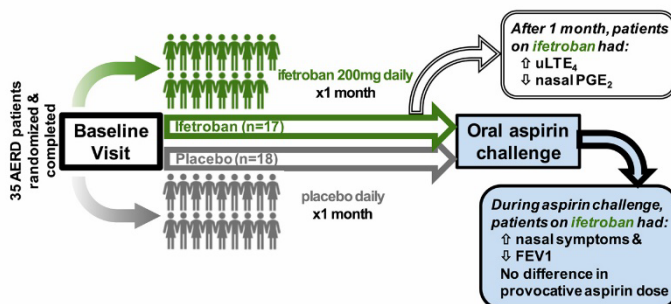 35 AERD patients
randomized &
completed
Baseline
Visit
ifetroban 200mg daily
x1 month
Ifetroban (n=17)
Placebo (n=18)
placebo daily
x1 month
Oral aspirin
challenge
After 1 month, patients
on ifetroban had:
⇧ uLTE₄
⇩ nasal PGE₂
During aspirin challenge,
patients on ifetroban had:
⇧ nasal symptoms &
⇩ FEV1
No difference in
provocative aspirin dose